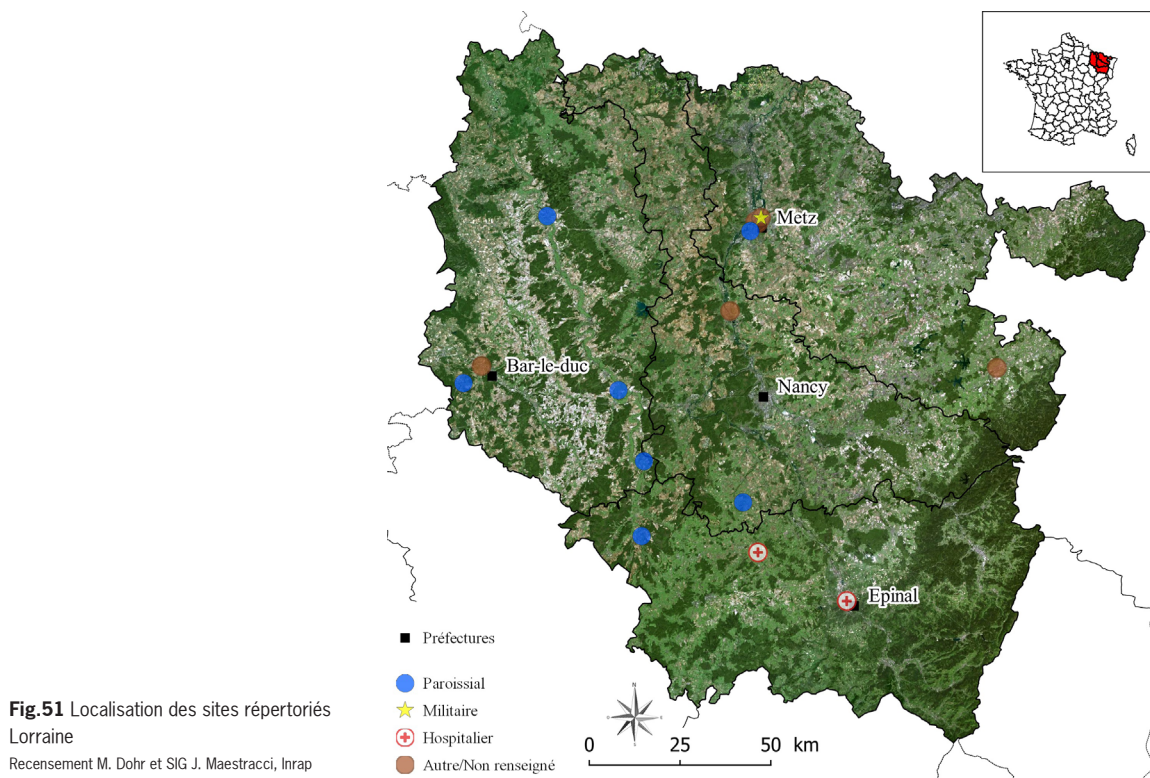 Metz
Bar-le-duc
Nancy
Epinal
Préfectures
Paroissial
Militaire
Hospitalier
Autre/Non renseigné
N
0 25 50 km
Fig.51 Localisation des sites répertoriés
Lorraine
Recensement M. Dohr et SIG J. Maestracci, Inrap